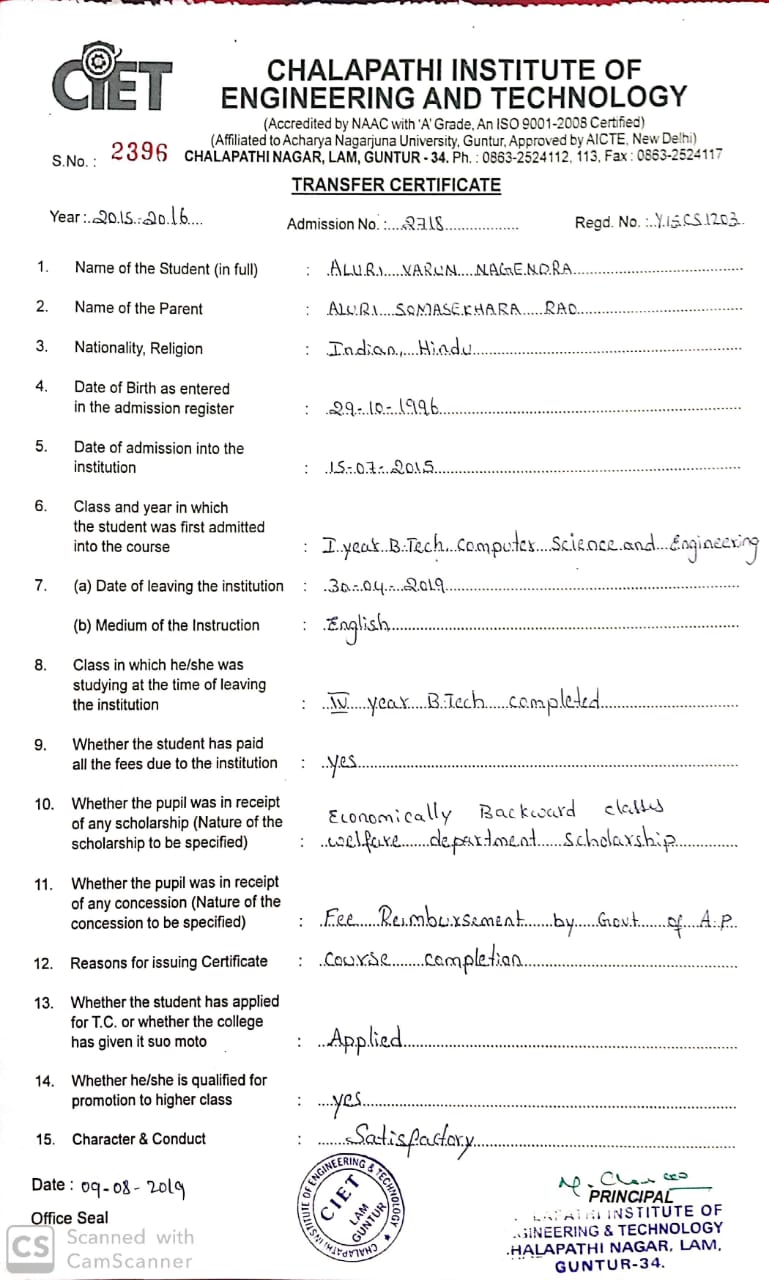 CIET
CHALAPATHI INSTITUTE OF
ENGINEERING AND TECHNOLOGY
(Accredited by NAAC with 'A' Grade, An ISO 9001-2008 Certified)
(Affiliated to Acharya Nagarjuna University, Guntur, Approved by AICTE, New Delhi)
S.No. : 2396 CHALAPATHI NAGAR, LAM, GUNTUR - 34. Ph. : 0863-2524112, 113, Fax : 0863-2524117
TRANSFER CERTIFICATE
Year : 2015-2016 Admission No. : 2718 Regd. No. : Y15CS1203
1. Name of the Student (in full) : ALURI VARUN NAGENDRA
2. Name of the Parent : ALURI SOMASEKHARA RAO
3. Nationality, Religion : Indian, Hindu
4. Date of Birth as entered
in the admission register : 29-10-1996
5. Date of admission into the
institution : 15-07-2015
6. Class and year in which
the student was first admitted
into the course : I year B.Tech, Computer Science and Engineering
7. (a) Date of leaving the institution : 30-04-2019
(b) Medium of the Instruction : English
8. Class in which he/she was
studying at the time of leaving
the institution : IV year B.Tech completed
9. Whether the student has paid
all the fees due to the institution : yes
10. Whether the pupil was in receipt
of any scholarship (Nature of the Economically Backward classes
scholarship to be specified) : welfare department scholarship
11. Whether the pupil was in receipt
of any concession (Nature of the
concession to be specified) : Fee Reimbursement by Govt of A.P.
12. Reasons for issuing Certificate : course completion
13. Whether the student has applied
for T.C. or whether the college
has given it suo moto : Applied
14. Whether he/she is qualified for
promotion to higher class : yes
15. Character & Conduct : Satisfactory
Date : 09-08-2019
Office Seal
CHALAPATHI INSTITUTE OF ENGINEERING & TECHNOLOGY
CIET
LAM
GUNTUR
PRINCIPAL
INSTITUTE OF
GINEERING & TECHNOLOGY
HALAPATHI NAGAR, LAM,
GUNTUR-34.
CS Scanned with
CamScanner